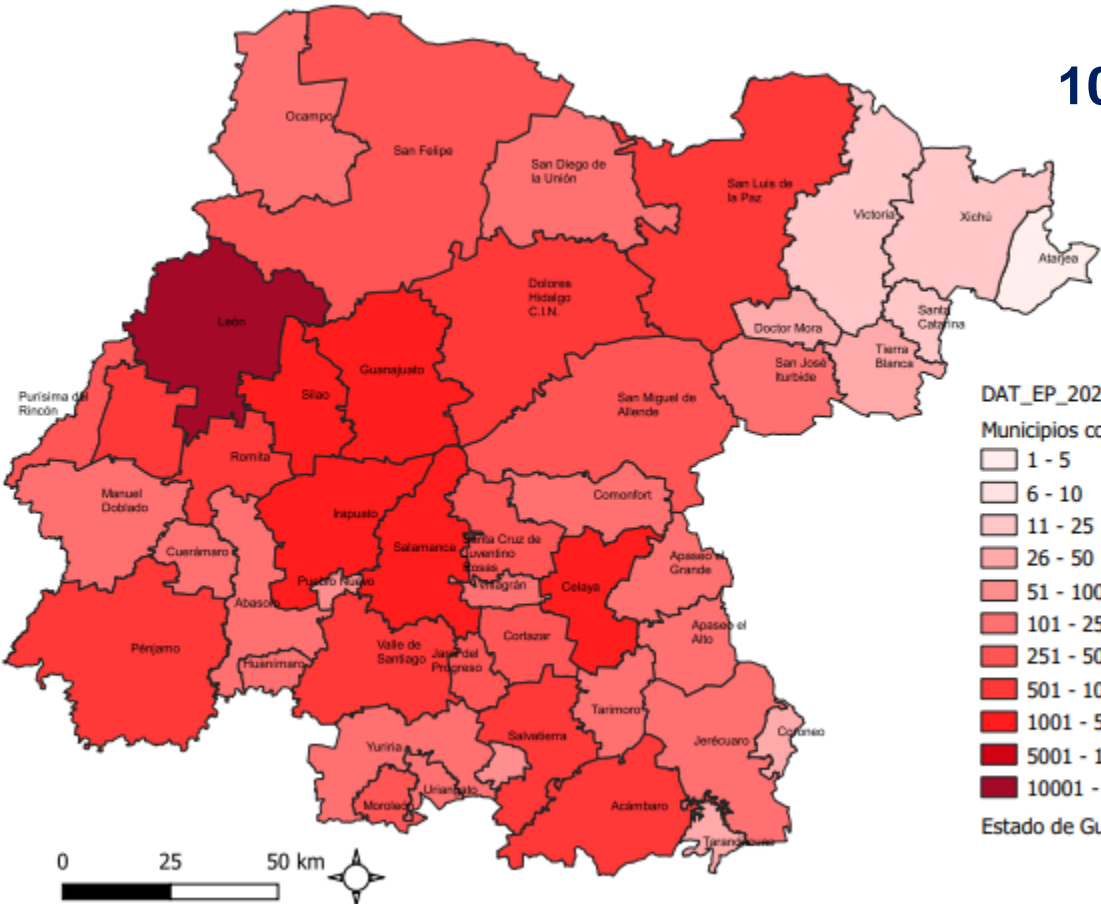 10
Ocampo
San Felipe
San Diego de
la Unión
San Luis de
la Paz
Victoria
Xichú
Atarjea
Dolores
Hidalgo
C.I.N.
León
Santa
Catarina
Doctor Mora
Tierra
Blanca
San José
Iturbide
Guanajuato
Silao
San Miguel de
Allende
Purísima del
Rincón
Romita
Manuel
Doblado
Comonfort
Irapuato
Salamanca
Santa Cruz de
Juventino
Rosas
Cuerámaro
Apaseo el
Grande
Pueblo Nuevo
Villagrán
Celaya
Abasolo
Apaseo el
Alto
Cortazar
Pénjamo
Valle de
Santiago
Jaral del
Progreso
Huanímaro
Tarimoro
Coroneo
Jerécuaro
Salvatierra
Yuriria
Uriangato
Moroleón
Acámbaro
Tarandacuao
DAT_EP_202
Municipios co
1 - 5
6 - 10
11 - 25
26 - 50
51 - 100
101 - 25
251 - 50
501 - 10
1001 - 5
5001 - 1
10001 -
Estado de Gu
0 25 50 km